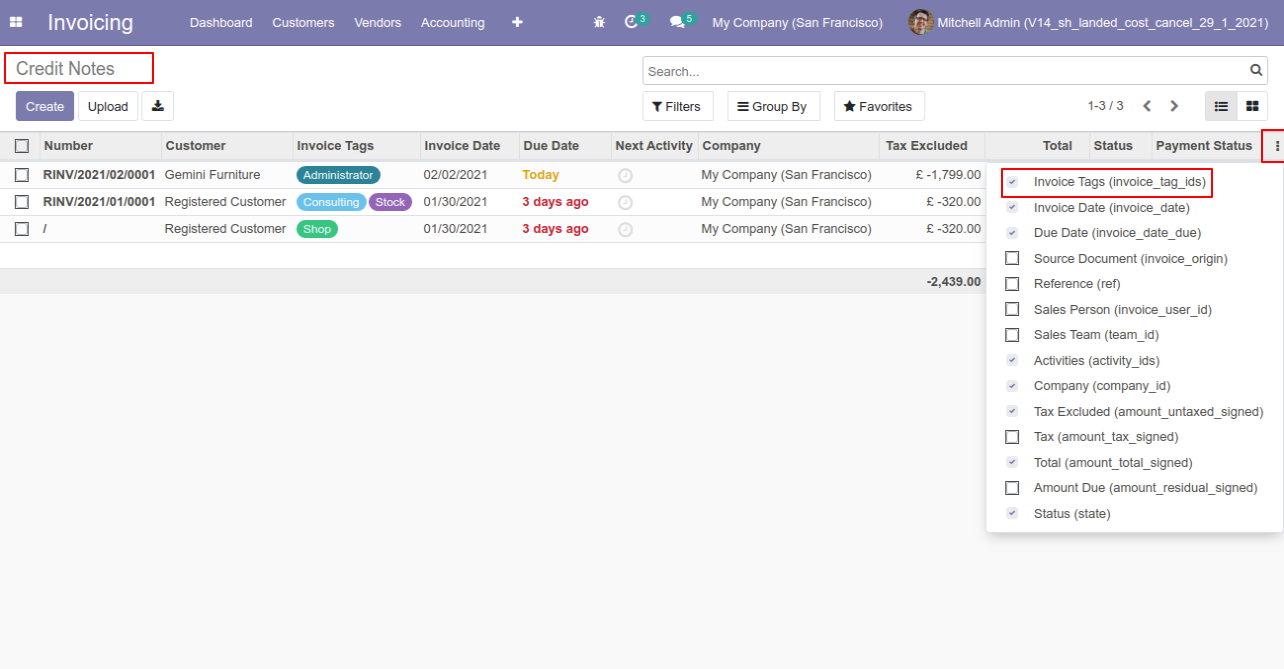 Invoicing Dashboard Customers Vendors Accounting 3 5 My Company (San Francisco) Mitchell Admin (V14_sh_landed_cost_cancel_29_1_2021)
Credit Notes
Search...
Create Upload Filters Group By Favorites 1-3 / 3
Number Customer Invoice Tags Invoice Date Due Date Next Activity Company Tax Excluded Total Status Payment Status
RINV/2021/02/0001 Gemini Furniture Administrator 02/02/2021 Today My Company (San Francisco) £ -1,799.00
RINV/2021/01/0001 Registered Customer Consulting Stock 01/30/2021 3 days ago My Company (San Francisco) £ -320.00
/ Registered Customer Shop 01/30/2021 3 days ago My Company (San Francisco) £ -320.00
-2,439.00
Invoice Tags (invoice_tag_ids)
Invoice Date (invoice_date)
Due Date (invoice_date_due)
Source Document (invoice_origin)
Reference (ref)
Sales Person (invoice_user_id)
Sales Team (team_id)
Activities (activity_ids)
Company (company_id)
Tax Excluded (amount_untaxed_signed)
Tax (amount_tax_signed)
Total (amount_total_signed)
Amount Due (amount_residual_signed)
Status (state)